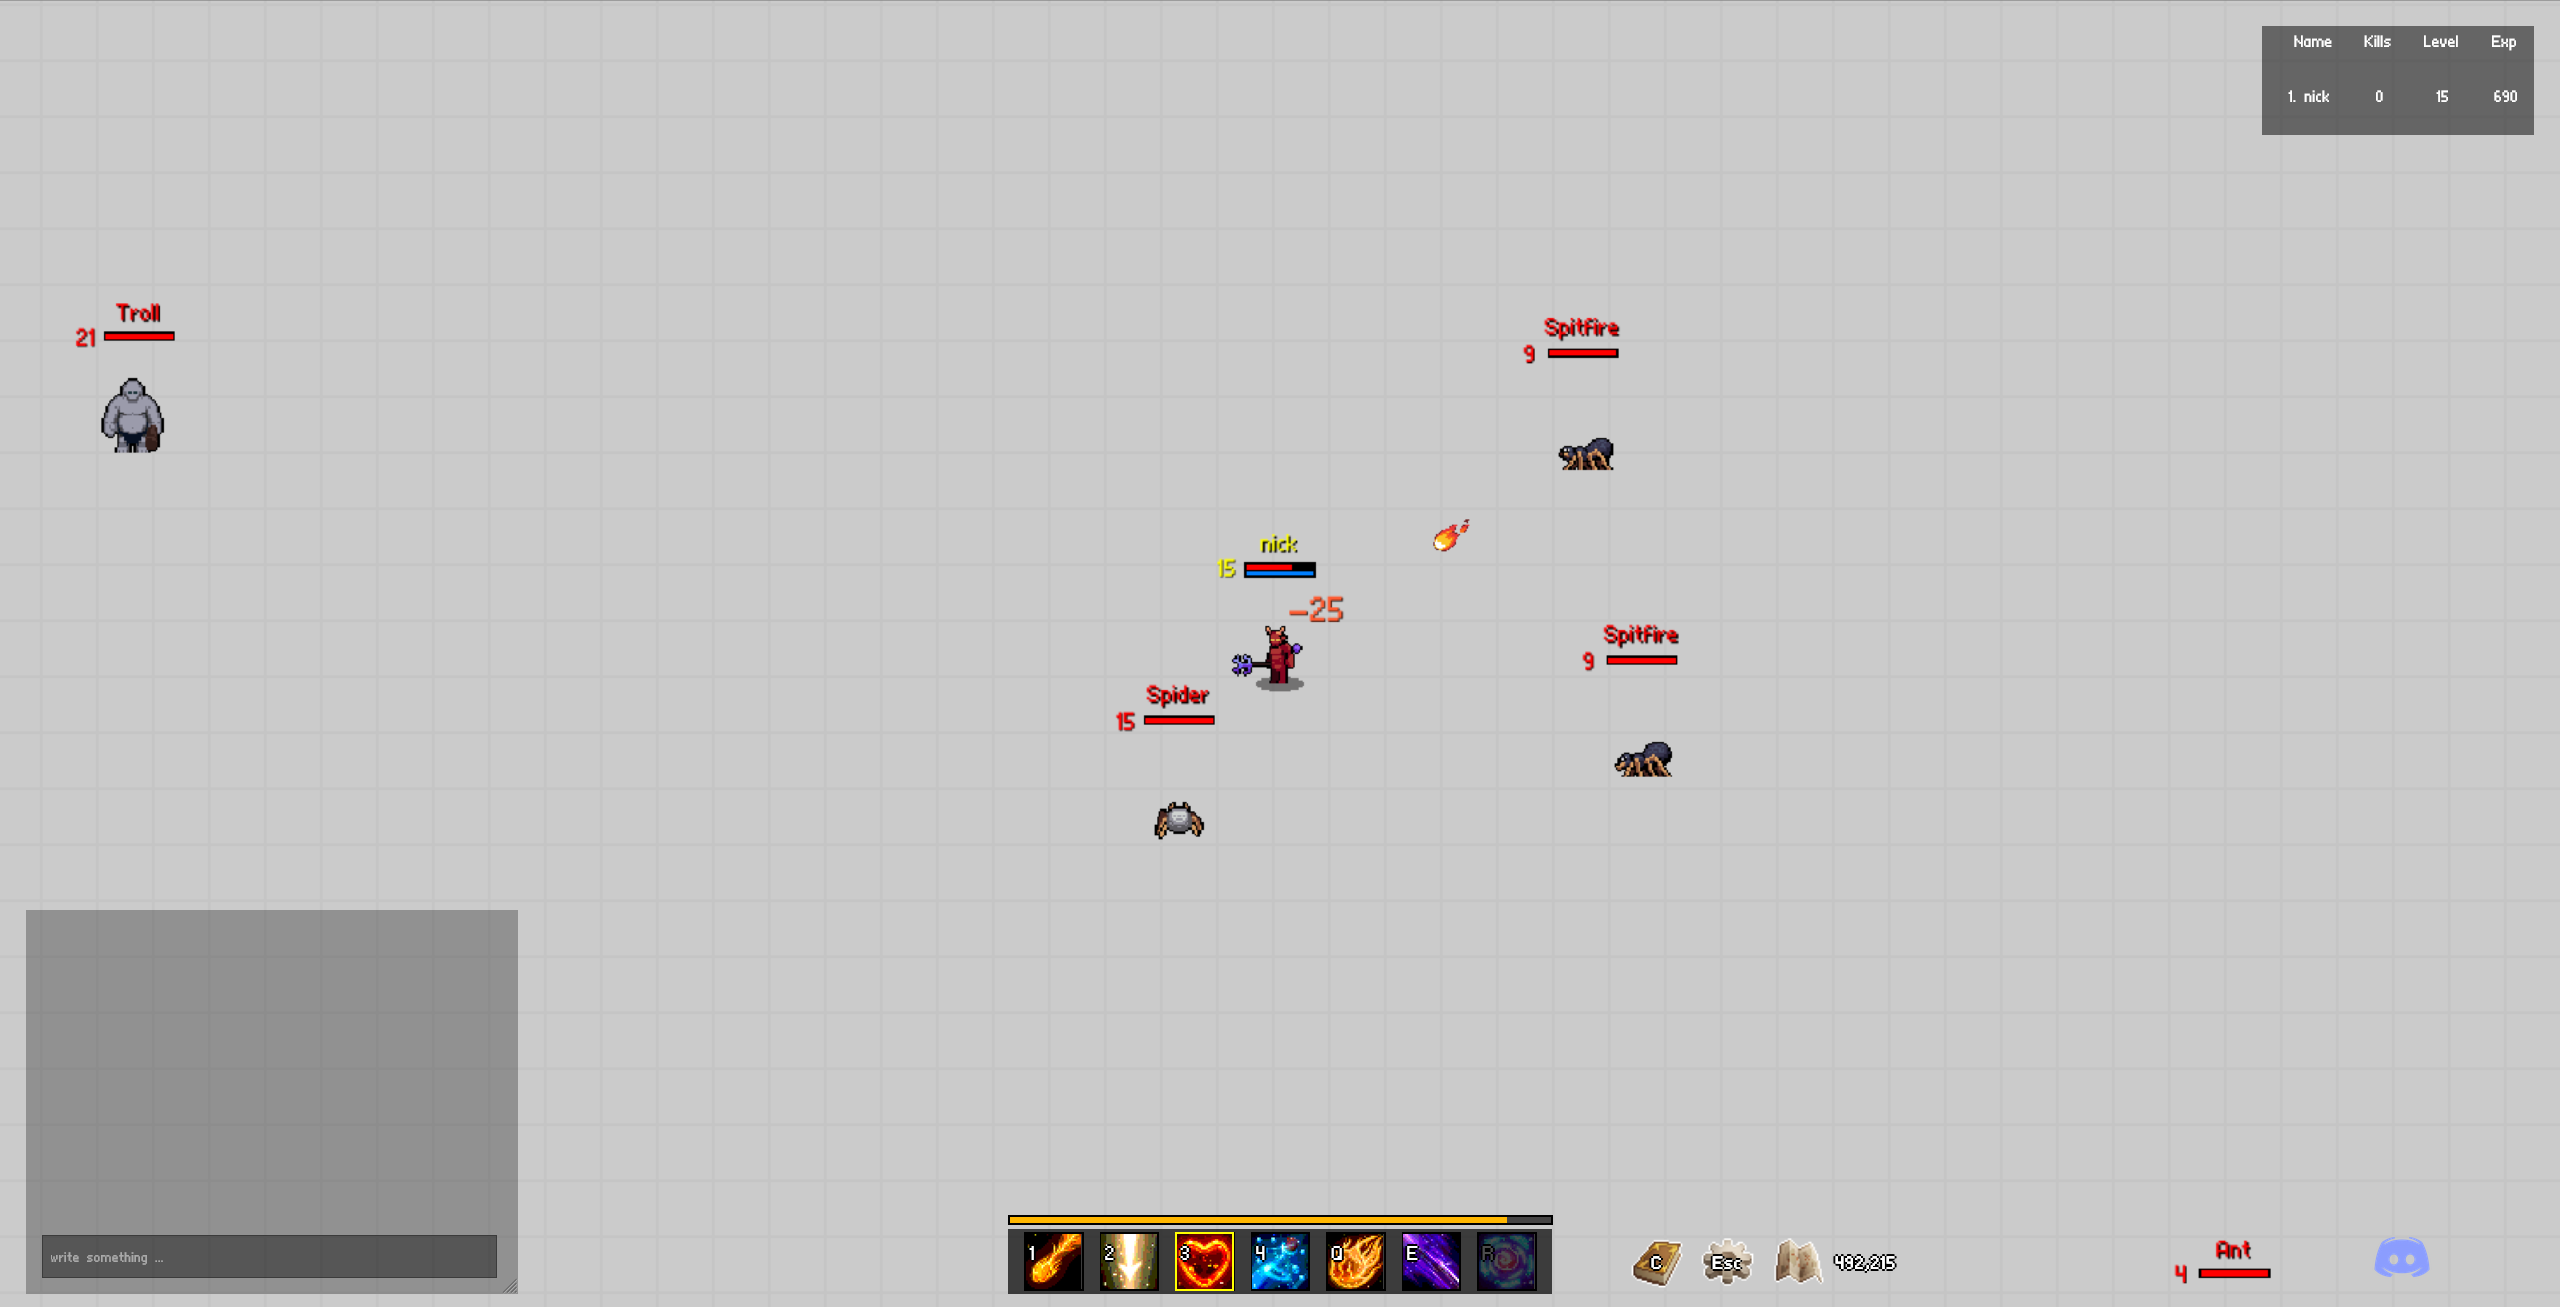 Name Kills Level Exp
1. nick 0 15 690
Troll
21
Spitfire
9
nick
15
-25
Spitfire
9
Spider
15
write something ...
1 2 3 4 Q E R
C Esc 492,215
Ant
4